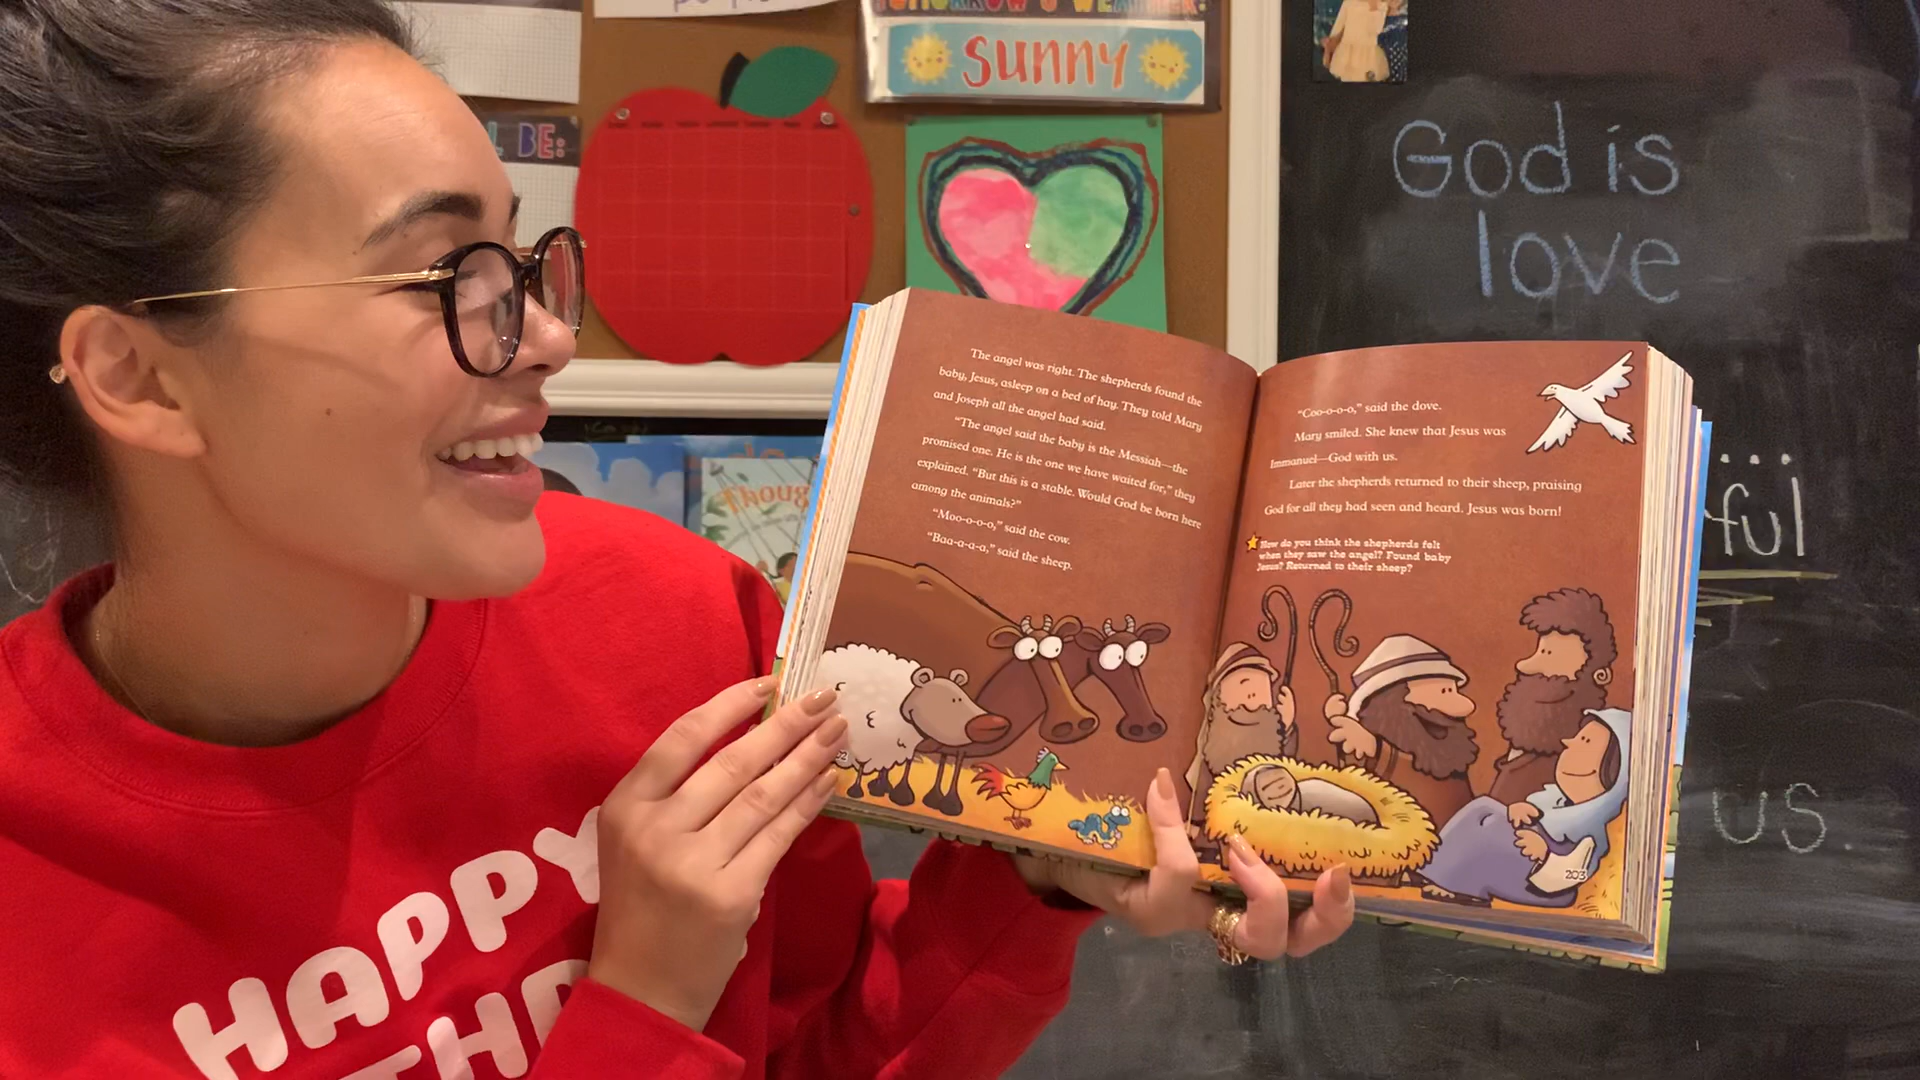 TOMORROW'S WEATHER:
SUNNY
BE:
God is
love
Thoug
The angel was right. The shepherds found the
baby, Jesus, asleep on a bed of hay. They told Mary
and Joseph all the angel had said.
"The angel said the baby is the Messiah—the
promised one. He is the one we have waited for," they
explained. "But this is a stable. Would God be born here
among the animals?"
"Moo-o-o-o," said the cow.
"Baa-a-a-a," said the sheep.
"Coo-o-o-o," said the dove.
Mary smiled. She knew that Jesus was
Immanuel—God with us.
Later the shepherds returned to their sheep, praising
God for all they had seen and heard. Jesus was born!
How do you think the shepherds felt
when they saw the angel? Found baby
Jesus? Returned to their sheep?
203
...
ful
us.
HAPPY